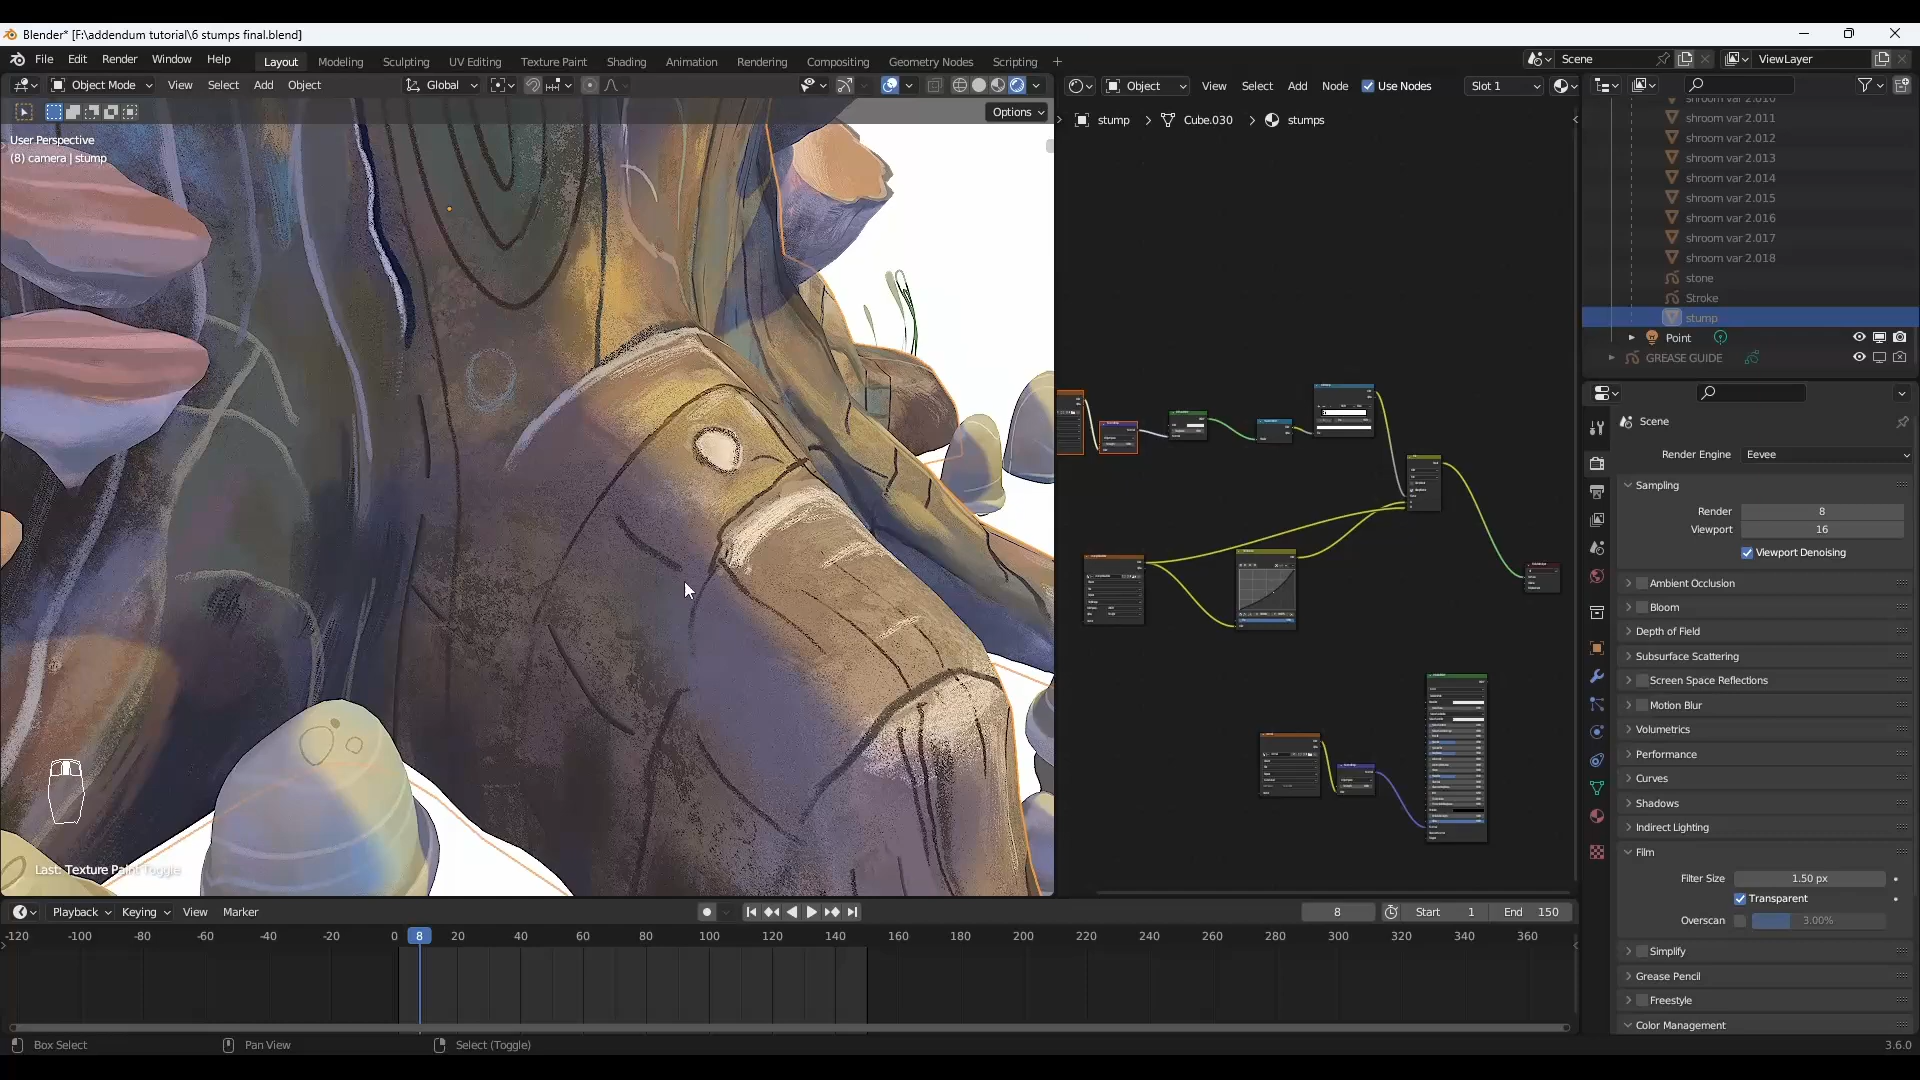 Blender* [F:\addendum tutorial\6 stumps final.blend]
File Edit Render Window Help Layout Modeling Sculpting UV Editing Texture Paint Shading Animation Rendering Compositing Geometry Nodes Scripting + Scene ViewLayer
Object Mode View Select Add Object Global Object View Select Add Node Use Nodes Slot 1
Options
User Perspective
(8) camera | stump
stump > Cube.030 > stumps
shroom var 2.010
shroom var 2.011
shroom var 2.012
shroom var 2.013
shroom var 2.014
shroom var 2.015
shroom var 2.016
shroom var 2.017
shroom var 2.018
stone
Stroke
stump
Point
GREASE GUIDE
Scene
Render Engine Eevee
Sampling
Render 8
Viewport 16
Viewport Denoising
Ambient Occlusion
Bloom
Depth of Field
Subsurface Scattering
Screen Space Reflections
Motion Blur
Volumetrics
Performance
Curves
Shadows
Indirect Lighting
Film
Filter Size 1.50 px
Transparent
Overscan 3.00%
Simplify
Grease Pencil
Freestyle
Color Management
Last: Texture Paint Toggle
Playback Keying View Marker 8 Start 1 End 150
-120 -100 -80 -60 -40 -20 0 8 20 40 60 80 100 120 140 160 180 200 220 240 260 280 300 320 340 360
Box Select Pan View Select (Toggle) 3.6.0